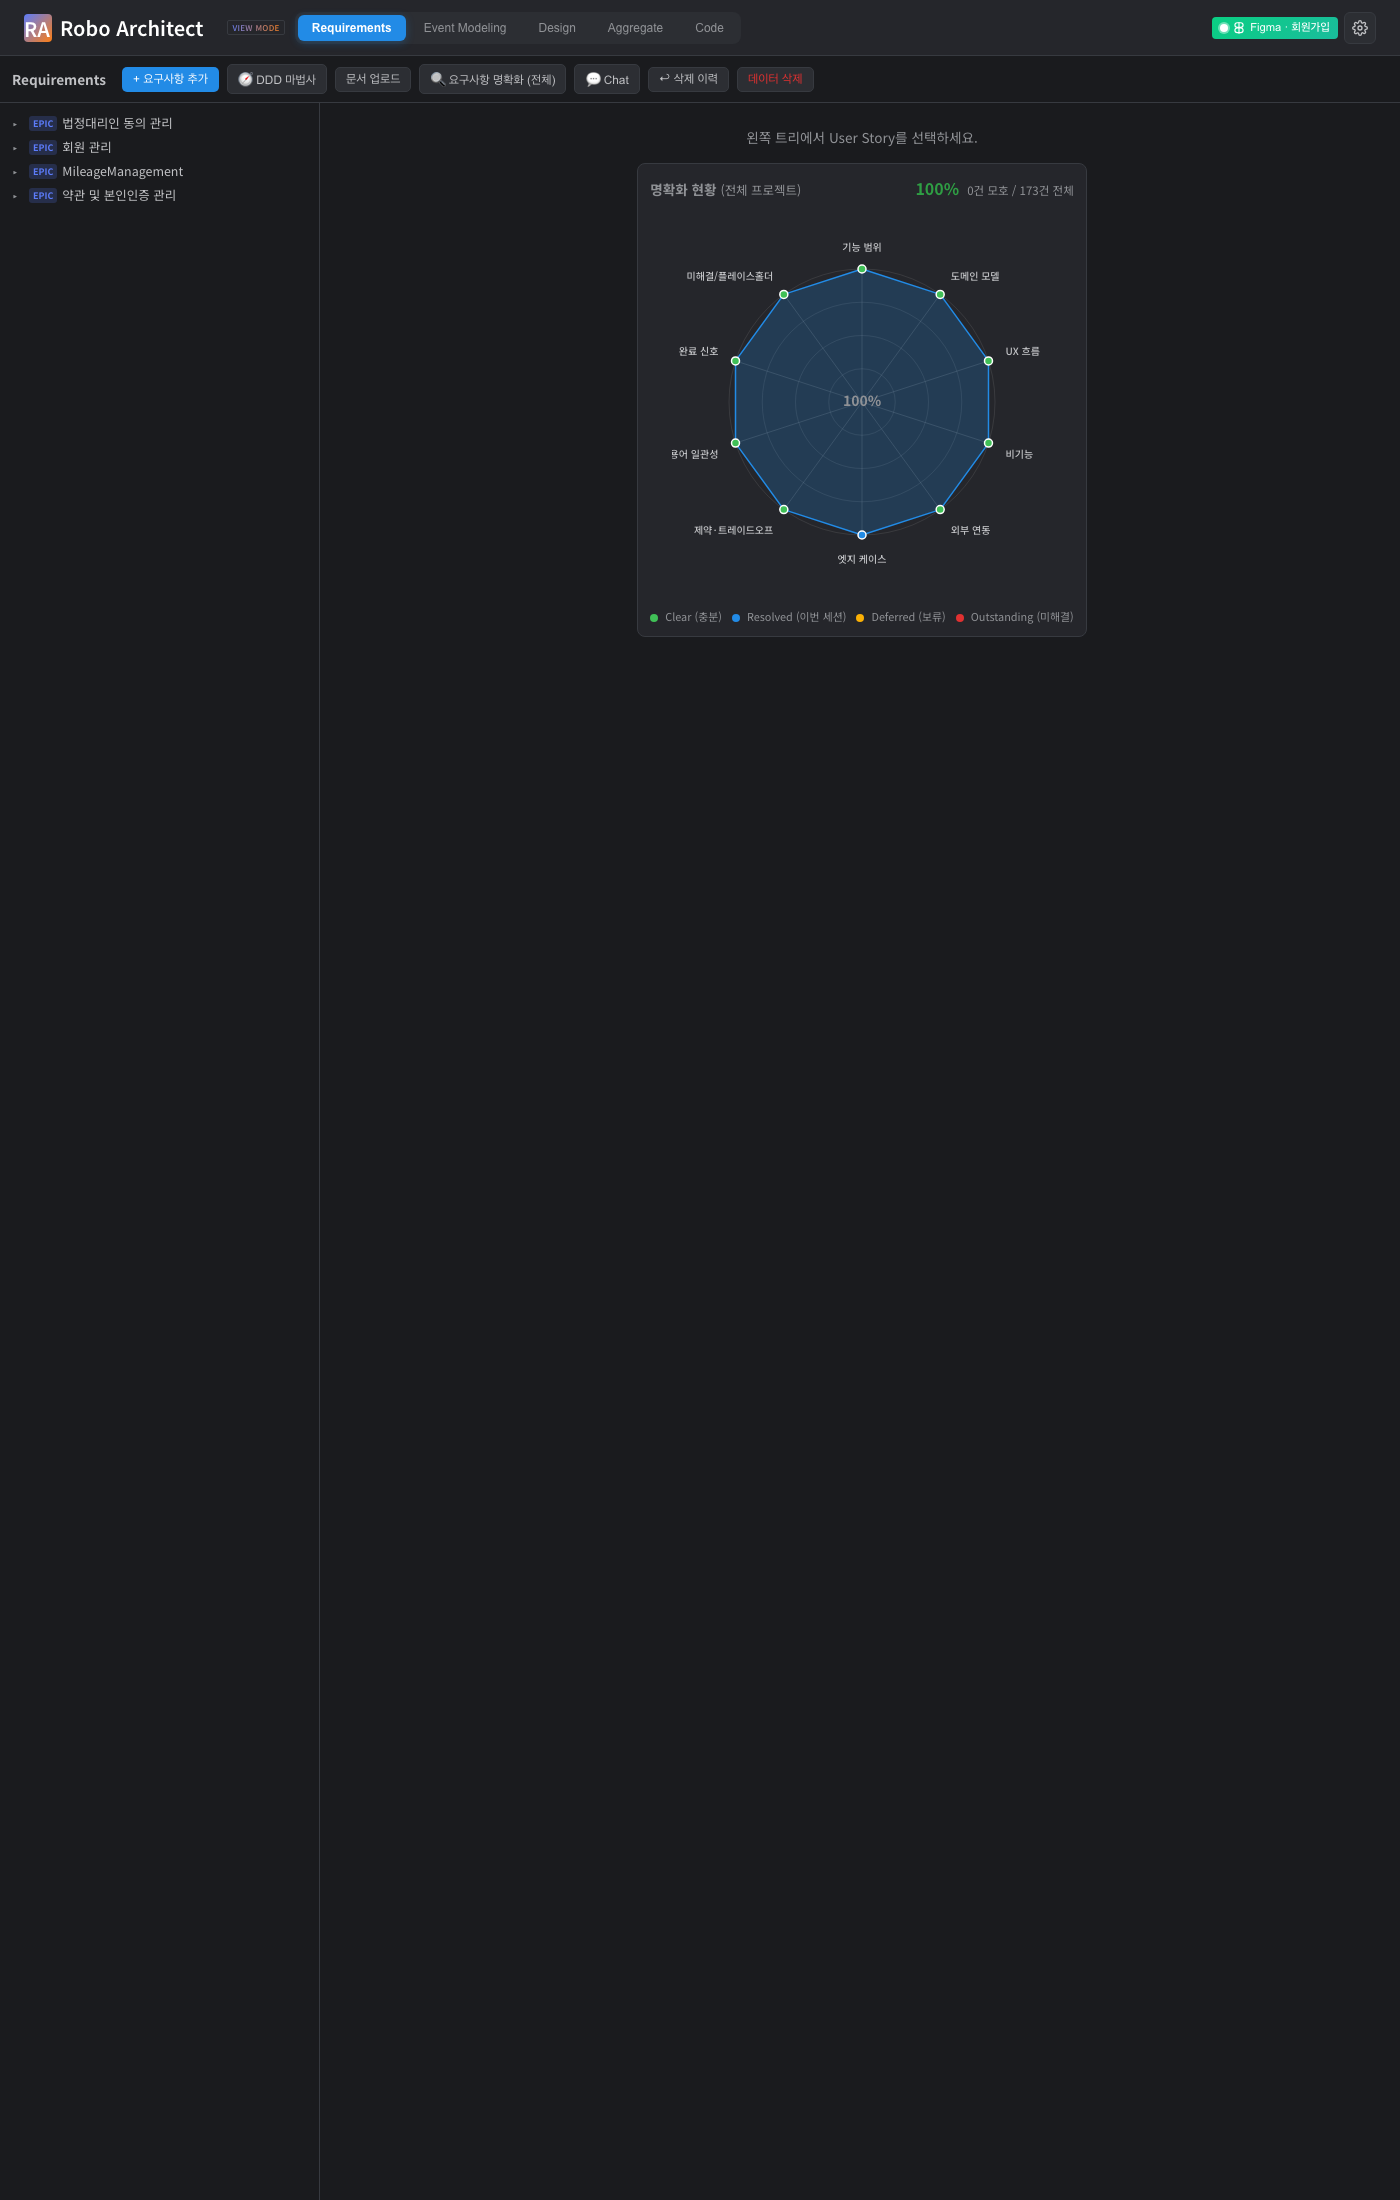 RA Robo Architect VIEW MODE Requirements Event Modeling Design Aggregate Code Figma · 회원가입
Requirements + 요구사항 추가 DDD 마법사 문서 업로드 요구사항 명확화 (전체) Chat ↩ 삭제 이력 데이터 삭제
▸ EPIC 법정대리인 동의 관리
▸ EPIC 회원 관리
▸ EPIC MileageManagement
▸ EPIC 약관 및 본인인증 관리
왼쪽 트리에서 User Story를 선택하세요.
명확화 현황 (전체 프로젝트) 100% 0건 모호 / 173건 전체
기능 범위
미해결/플레이스홀더
도메인 모델
완료 신호
UX 흐름
100%
용어 일관성
비기능
제약·트레이드오프
외부 연동
엣지 케이스
Clear (충분) Resolved (이번 세션) Deferred (보류) Outstanding (미해결)